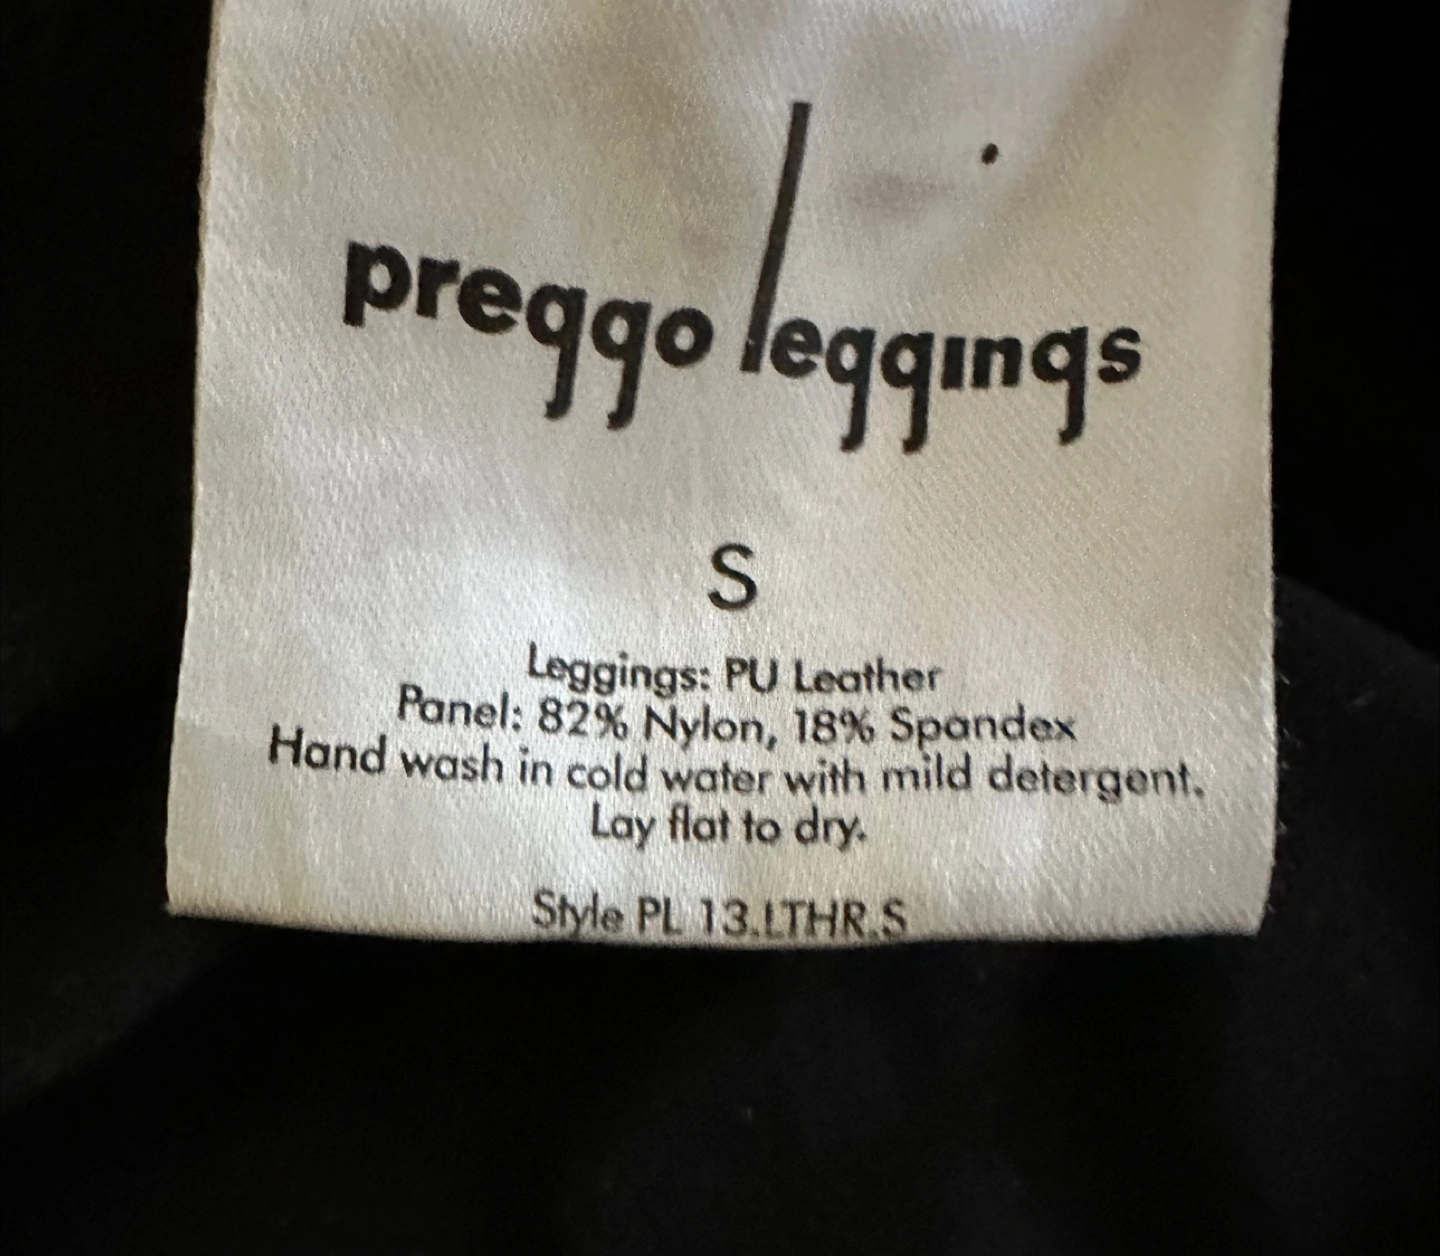 preggo leggings
S
Leggings: PU Leather
Panel: 82% Nylon, 18% Spandex
Hand wash in cold water with mild detergent.
Lay flat to dry.
Style PL 13.LTHR.S